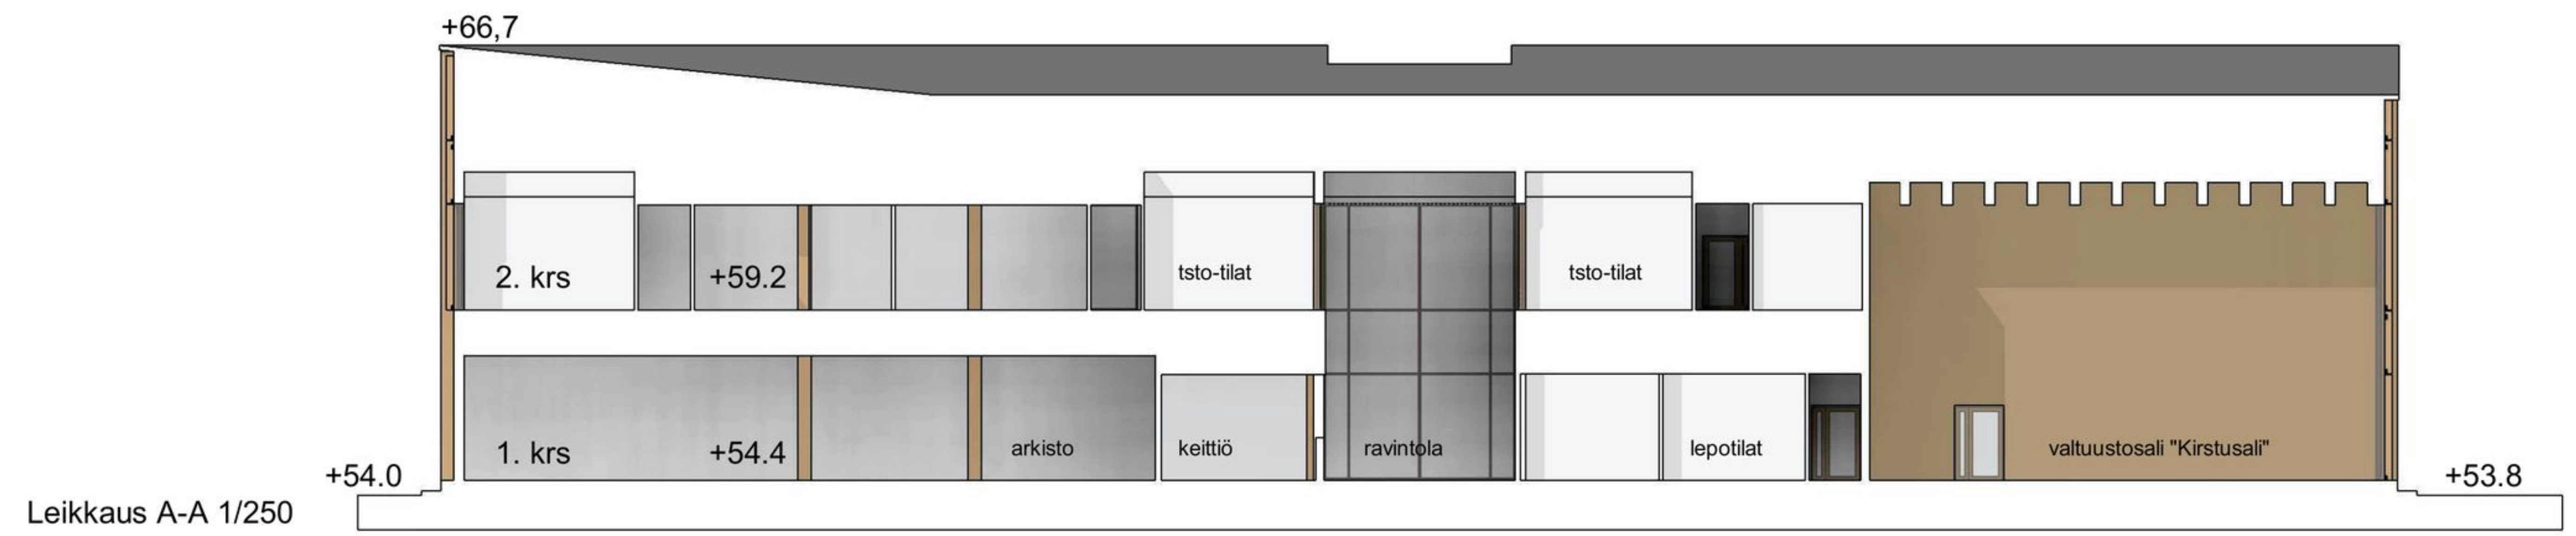 +66,7
2. krs
+59.2
tsto-tilat
tsto-tilat
1. krs
+54.4
arkisto
keittiö
ravintola
lepotilat
valtuustosali "Kirstusali"
+54.0
+53.8
Leikkaus A-A 1/250